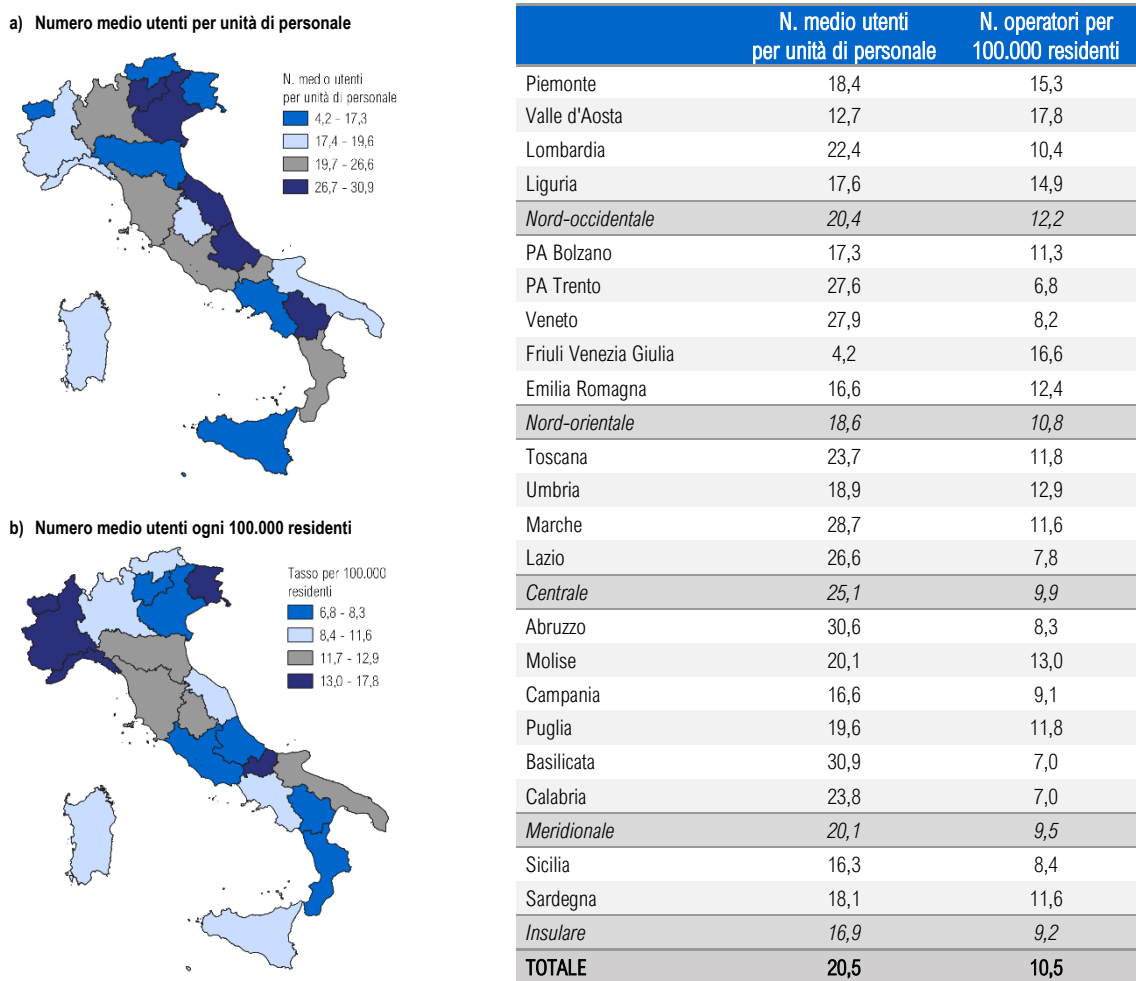 a) Numero medio utenti per unità di personale
N. medio utenti
per unità di personale
4,2 - 17,3
17,4 - 19,6
19,7 - 26,6
26,7 - 30,9
b) Numero medio utenti ogni 100.000 residenti
Tasso per 100.000
residenti
6,8 - 8,3
8,4 - 11,6
11,7 - 12,9
13,0 - 17,8
N. medio utenti per unità di personale N. operatori per 100.000 residenti
Piemonte 18,4 15,3
Valle d'Aosta 12,7 17,8
Lombardia 22,4 10,4
Liguria 17,6 14,9
Nord-occidentale 20,4 12,2
PA Bolzano 17,3 11,3
PA Trento 27,6 6,8
Veneto 27,9 8,2
Friuli Venezia Giulia 4,2 16,6
Emilia Romagna 16,6 12,4
Nord-orientale 18,6 10,8
Toscana 23,7 11,8
Umbria 18,9 12,9
Marche 28,7 11,6
Lazio 26,6 7,8
Centrale 25,1 9,9
Abruzzo 30,6 8,3
Molise 20,1 13,0
Campania 16,6 9,1
Puglia 19,6 11,8
Basilicata 30,9 7,0
Calabria 23,8 7,0
Meridionale 20,1 9,5
Sicilia 16,3 8,4
Sardegna 18,1 11,6
Insulare 16,9 9,2
TOTALE 20,5 10,5